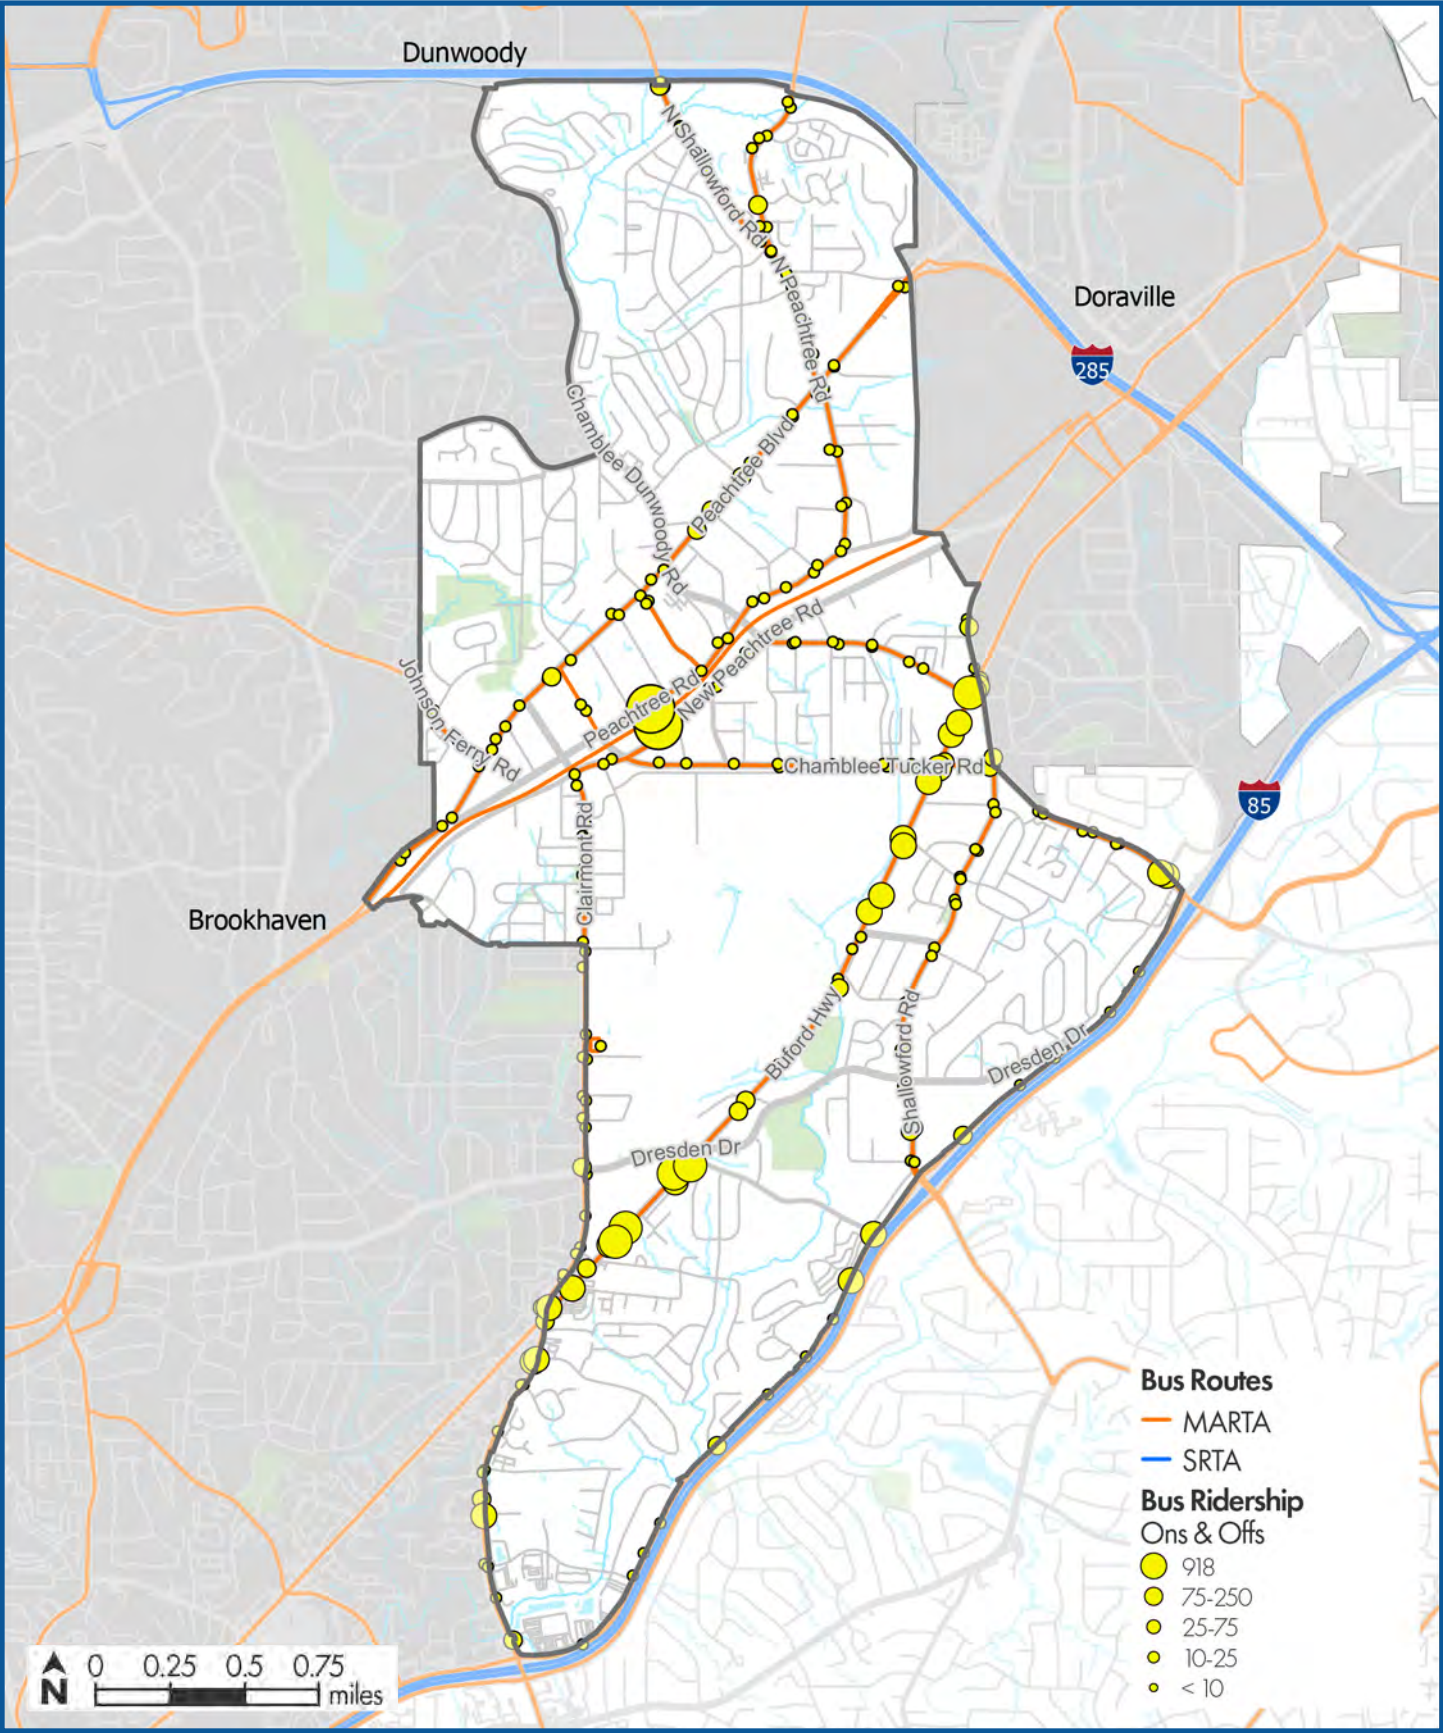 Dunwoody
N Shallowford Rd
N Peachtree Rd
Doraville
285
Chamblee Dunwoody Rd
Peachtree Blvd
Johnson Ferry Rd
Peachtree Rd
New Peachtree Rd
Chamblee Tucker Rd
85
Clairmont Rd
Brookhaven
Buford Hwy
Shallowford Rd
Dresden Dr
Dresden Dr
Bus Routes
MARTA
SRTA
Bus Ridership
Ons & Offs
918
75-250
25-75
10-25
< 10
N
0 0.25 0.5 0.75
miles